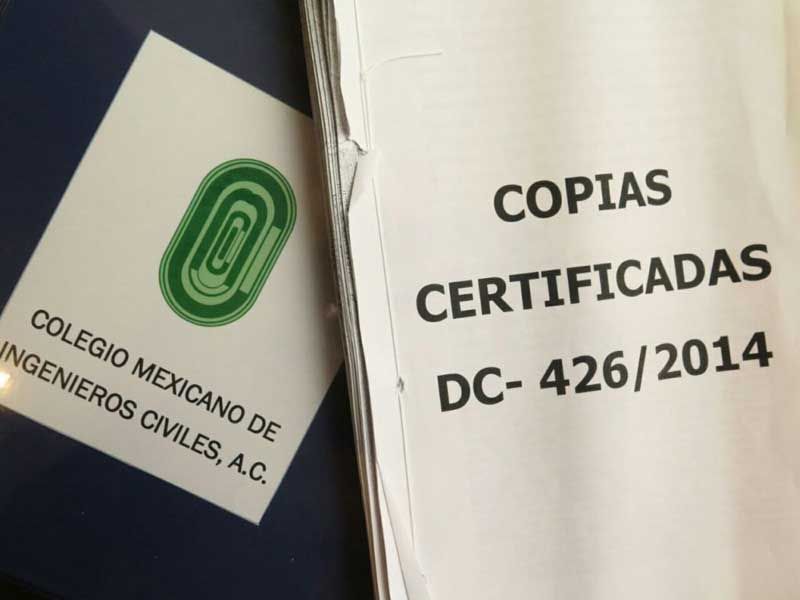 COLEGIO MEXICANO DE
INGENIEROS CIVILES, A.C.
COPIAS
CERTIFICADAS
DC- 426/2014